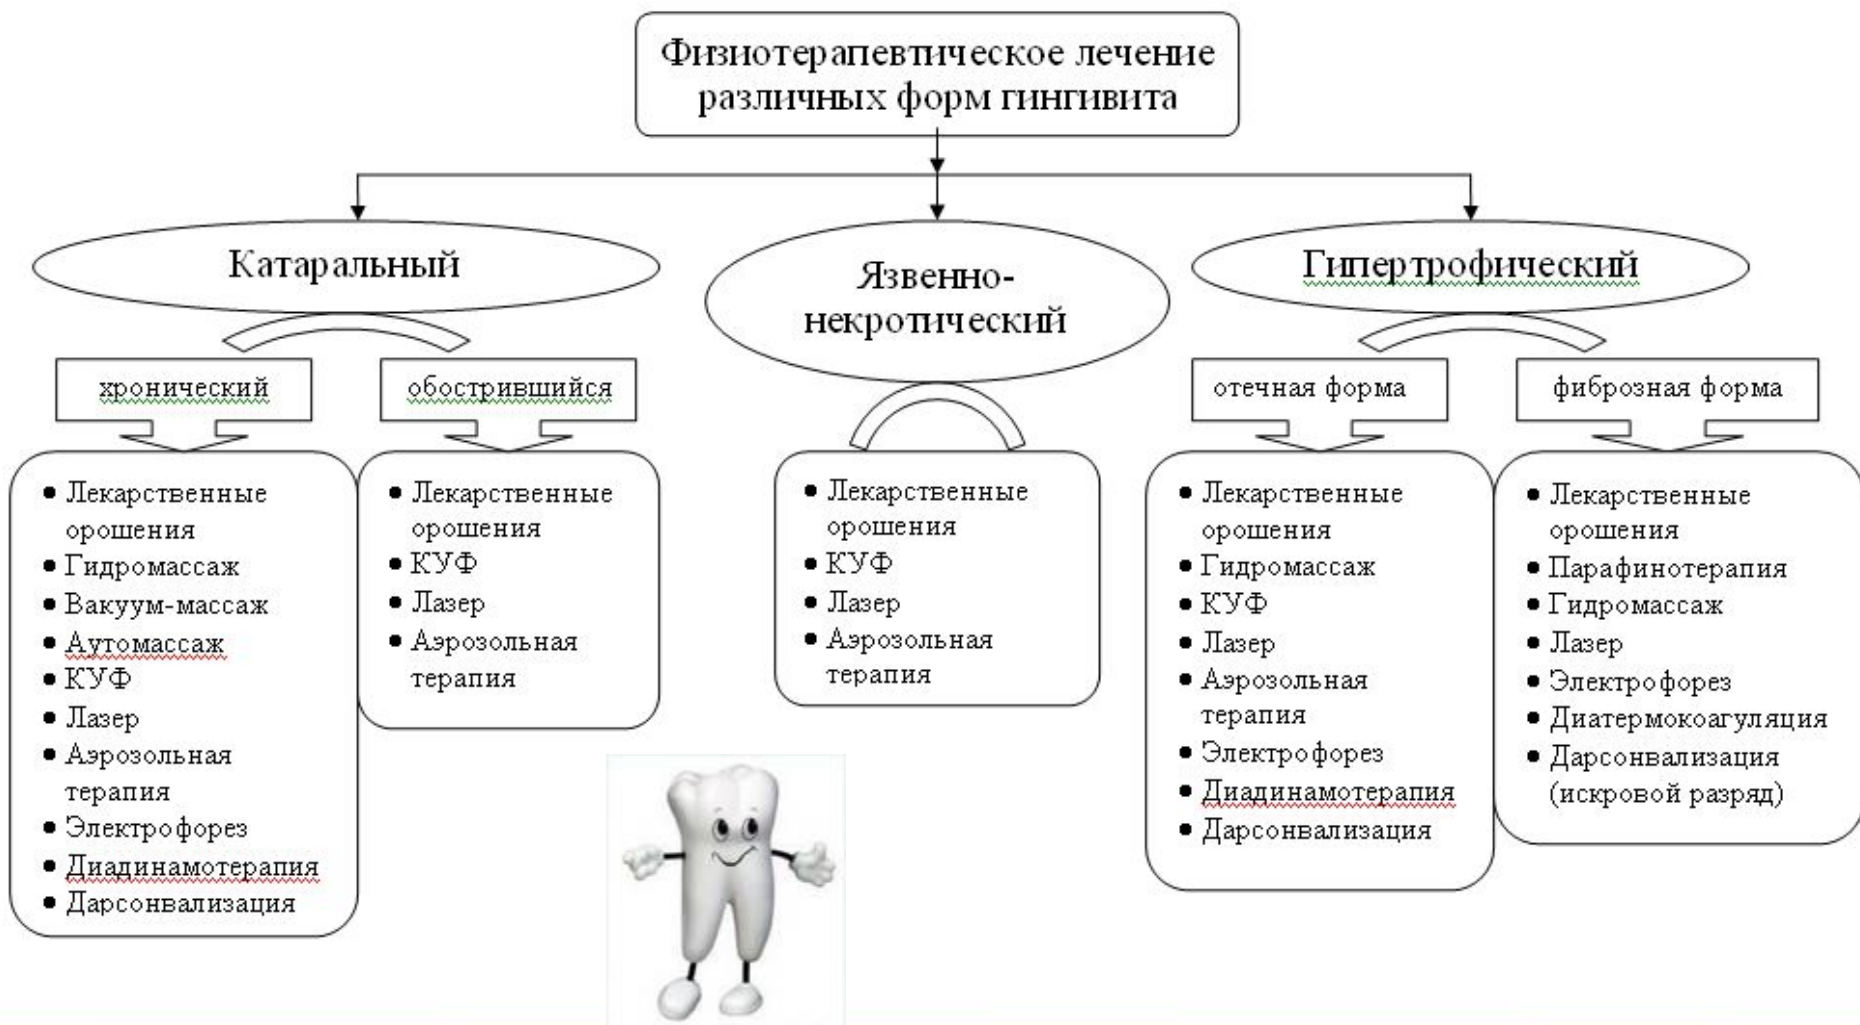 Физиотерапевтическое лечение
различных форм гингивита
Катаральный
Язвенно-
некротический
Гипертрофический
хронический
обострившийся
отечная форма
фиброзная форма
• Лекарственные
орошения
• Гидромассаж
• Вакуум-массаж
• Аутомассаж
• КУФ
• Лазер
• Аэрозольная
терапия
• Электрофорез
• Диадинамотерапия
• Дарсонвализация
• Лекарственные
орошения
• КУФ
• Лазер
• Аэрозольная
терапия
• Лекарственные
орошения
• КУФ
• Лазер
• Аэрозольная
терапия
• Лекарственные
орошения
• Гидромассаж
• КУФ
• Лазер
• Аэрозольная
терапия
• Электрофорез
• Диадинамотерапия
• Дарсонвализация
• Лекарственные
орошения
• Парафинотерапия
• Гидромассаж
• Лазер
• Электрофорез
• Диатермокоагуляция
• Дарсонвализация
(искровой разряд)